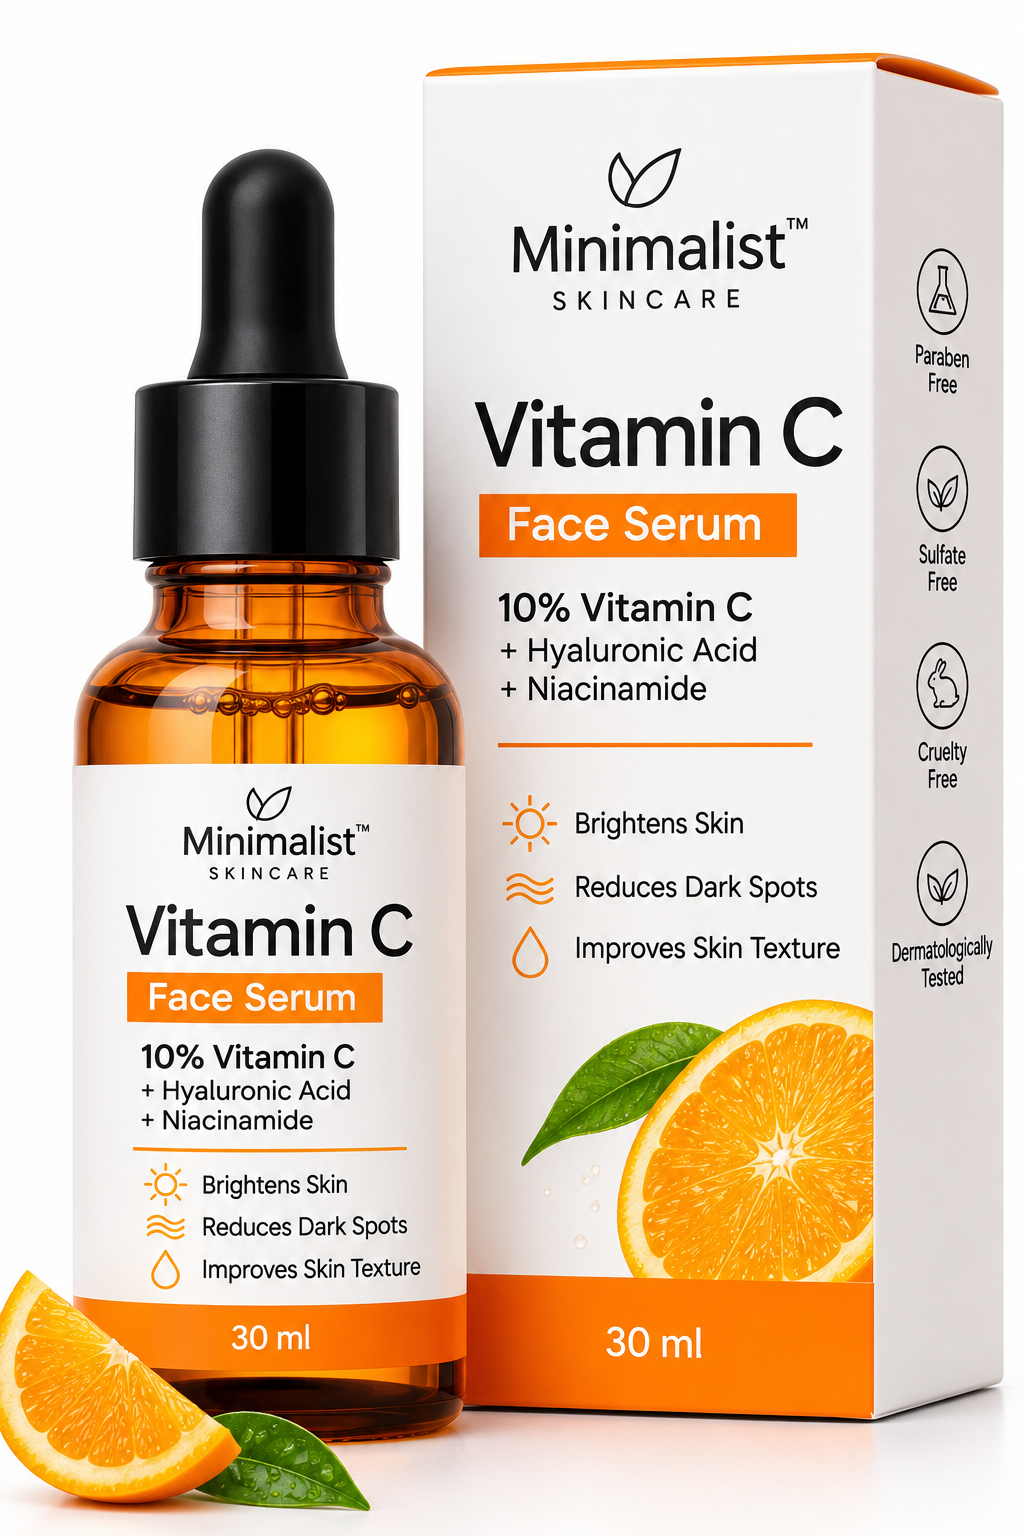 Minimalist™
SKINCARE
Vitamin C
Face Serum
10% Vitamin C
+ Hyaluronic Acid
+ Niacinamide
Brightens Skin
Reduces Dark Spots
Improves Skin Texture
30 ml
Minimalist™
SKINCARE
Vitamin C
Face Serum
10% Vitamin C
+ Hyaluronic Acid
+ Niacinamide
Brightens Skin
Reduces Dark Spots
Improves Skin Texture
30 ml
Paraben
Free
Sulfate
Free
Cruelty
Free
Dermatologically
Tested